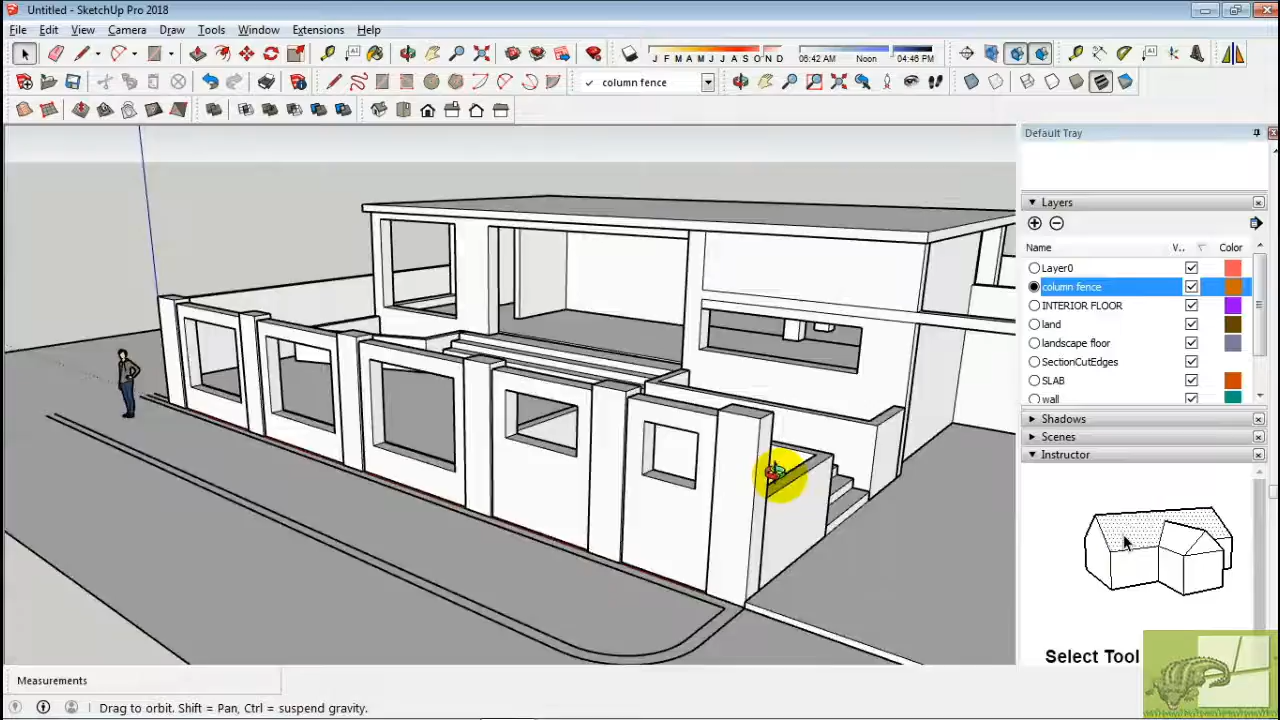 Untitled - SketchUp Pro 2018
File Edit View Camera Draw Tools Window Extensions Help
J F M A M J J A S O N D
06:42 AM Noon 04:46 PM
✓ column fence
Default Tray
Layers
Name V.. Color
Layer0
column fence
INTERIOR FLOOR
land
landscape floor
SectionCutEdges
SLAB
wall
Shadows
Scenes
Instructor
Select Tool
Measurements
Drag to orbit. Shift = Pan, Ctrl = suspend gravity.